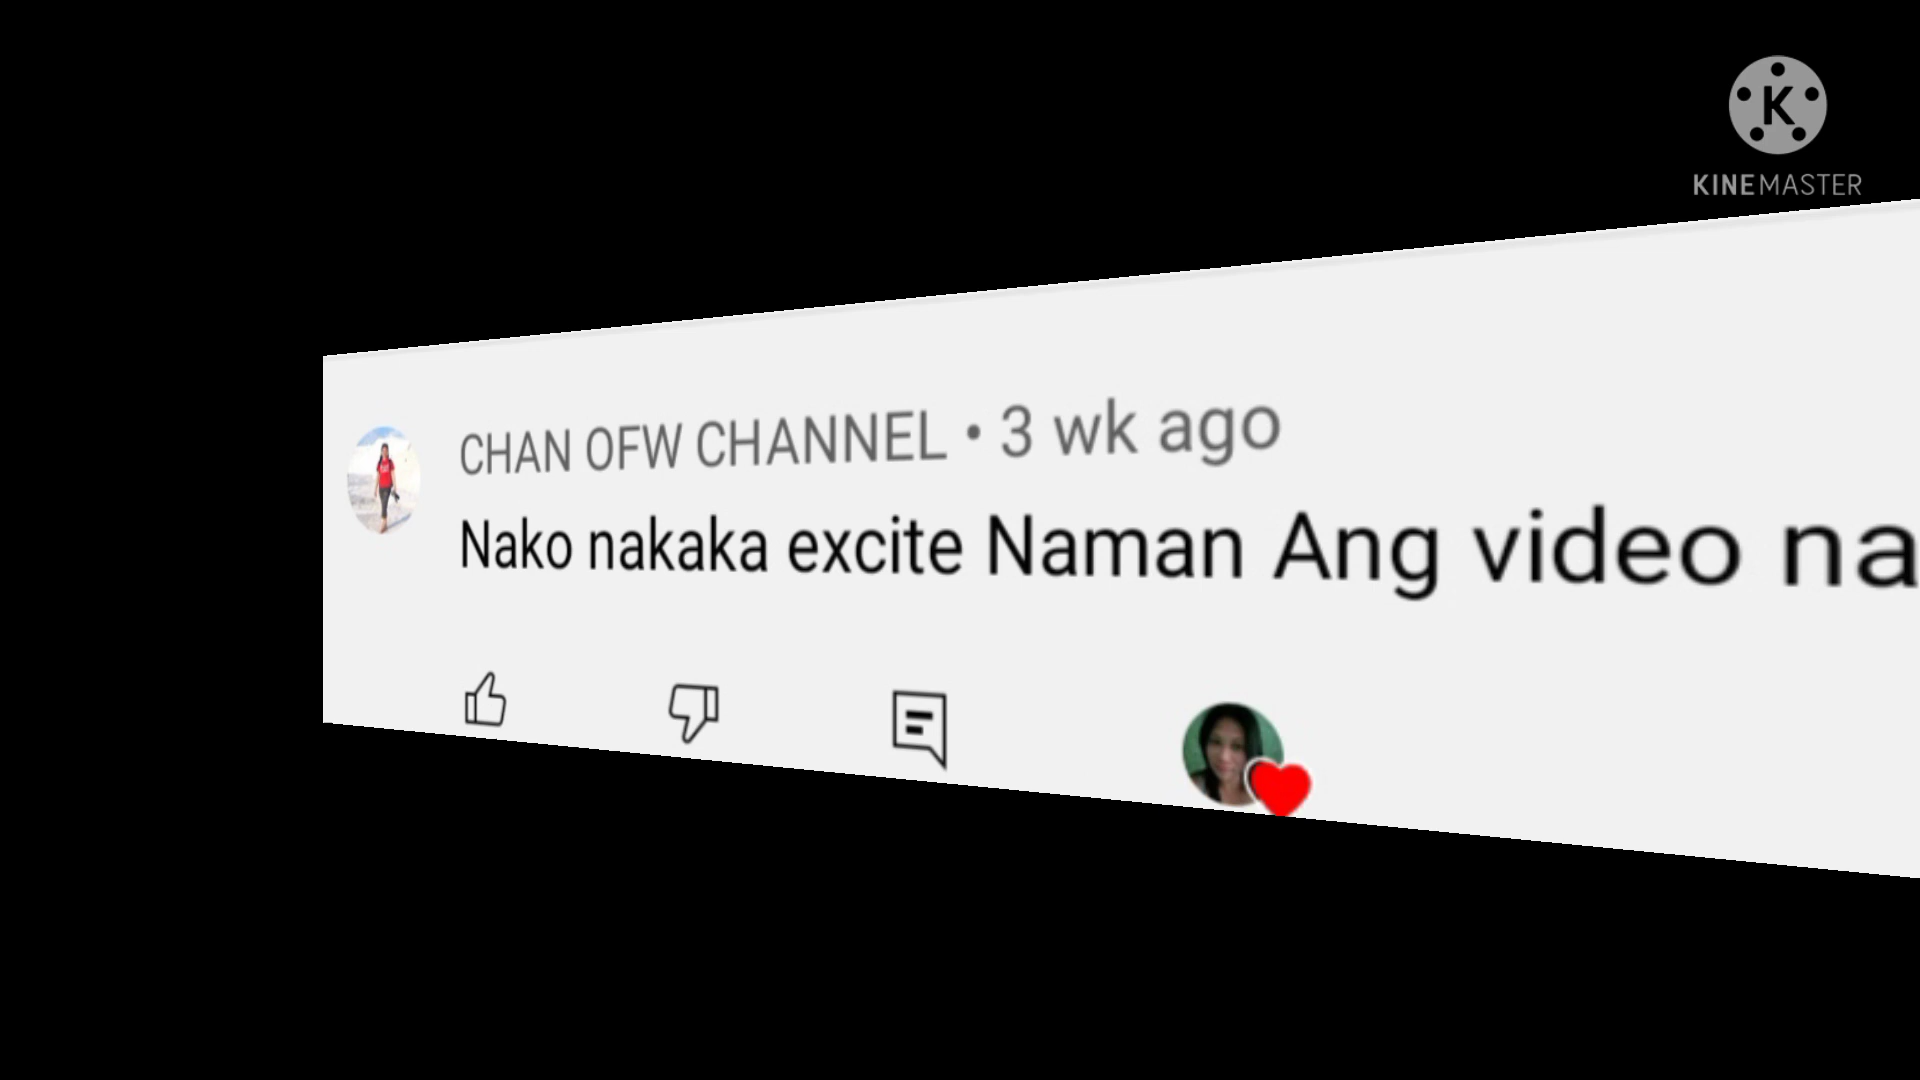 K
KINEMASTER
CHAN OFW CHANNEL • 3 wk ago
Nako nakaka excite Naman Ang video na